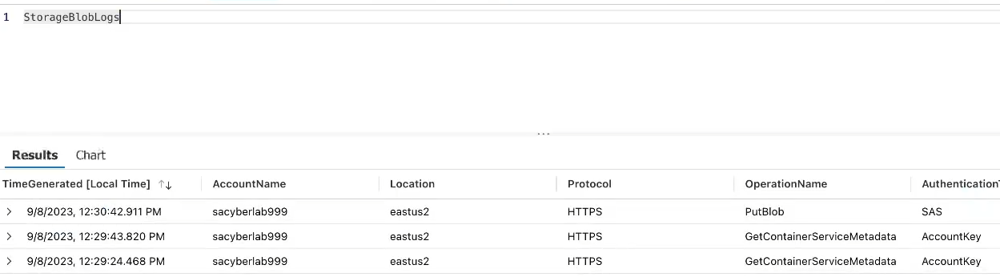 1 StorageBlobLogs
...
Results Chart
TimeGenerated [Local Time] ↑↓ AccountName Location Protocol OperationName AuthenticationT
> 9/8/2023, 12:30:42.911 PM sacyberlab999 eastus2 HTTPS PutBlob SAS
> 9/8/2023, 12:29:43.820 PM sacyberlab999 eastus2 HTTPS GetContainerServiceMetadata AccountKey
> 9/8/2023, 12:29:24.468 PM sacyberlab999 eastus2 HTTPS GetContainerServiceMetadata AccountKey